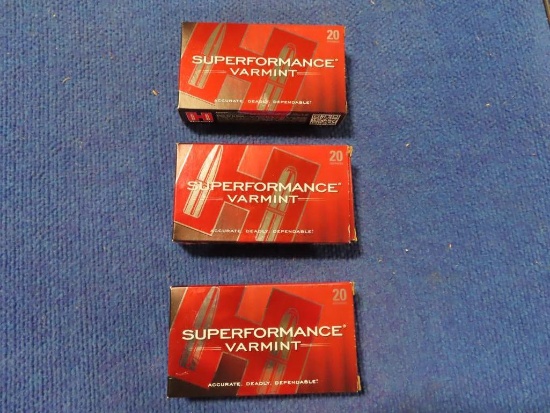 20
SUPERFORMANCE®
VARMINT
ACCURATE. DEADLY. DEPENDABLE.®
20
SUPERFORMANCE®
VARMINT
ACCURATE. DEADLY. DEPENDABLE.®
20
SUPERFORMANCE®
VARMINT
ACCURATE. DEADLY. DEPENDABLE.®